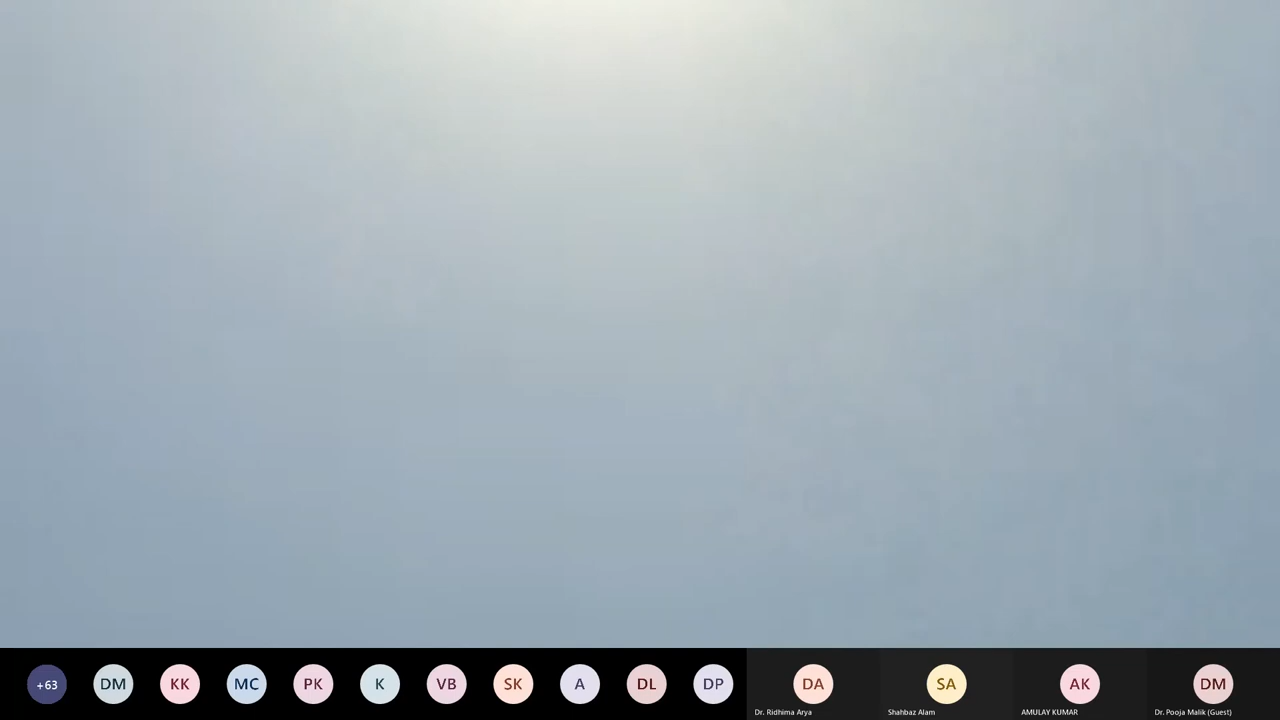 +63
DM
KK
MC
PK
K
VB
SK
A
DL
DP
DA
SA
AK
DM
Dr. Ridhima Arya
Shahbaz Alam
AMULAY KUMAR
Dr. Pooja Malik (Guest)